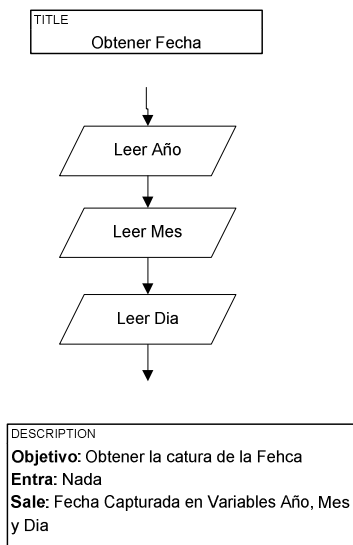 TITLE
Obtener Fecha
Leer Año
Leer Mes
Leer Dia
DESCRIPTION
Objetivo: Obtener la catura de la Fehca
Entra: Nada
Sale: Fecha Capturada en Variables Año, Mes
y Dia